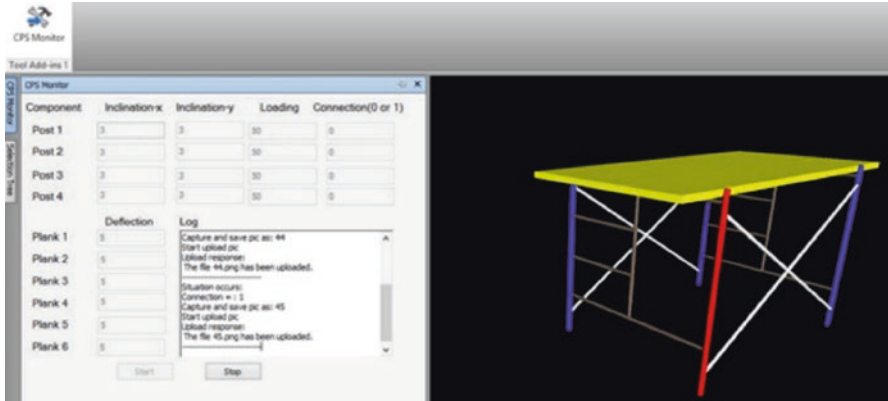 CPS Monitor
Tool Add-ins 1
CPS Monitor
Selection Tree
CPS Monitor
Component Inclination-x Inclination-y Loading Connection(0 or 1)
Post 1 3 3 50 0
Post 2 3 3 50 0
Post 3 3 3 50 0
Post 4 3 3 50 0
Deflection Log
Plank 1 5
Plank 2 5
Plank 3 5
Plank 4 5
Plank 5 5
Plank 6 5
Capture and save pic as: 44
Start upload pic
Upload response:
The file 44.png has been uploaded.
Situation occurs:
Connection = : 1
Capture and save pic as: 45
Start upload pic
Upload response:
The file 45.png has been uploaded.
Start Stop